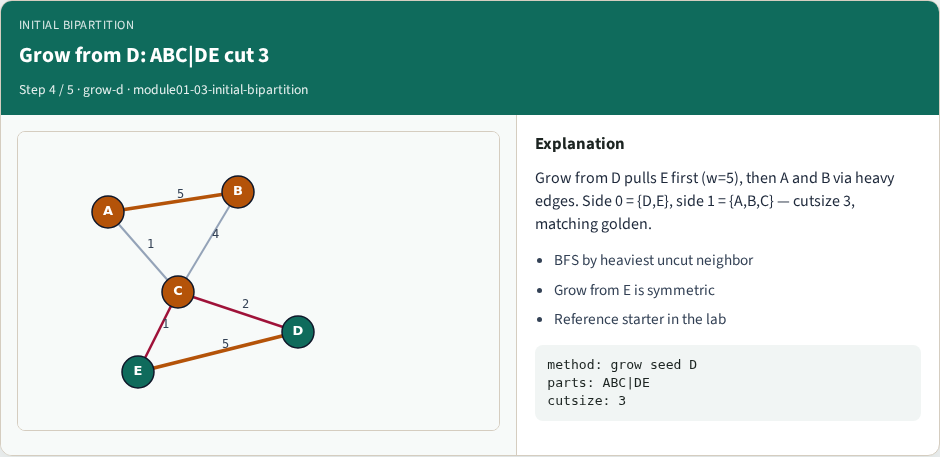 INITIAL BIPARTITION
Grow from D: ABC|DE cut 3
Step 4 / 5 · grow-d · module01-03-initial-bipartition
A
B
C
D
E
5
1
4
2
1
5
Explanation
Grow from D pulls E first (w=5), then A and B via heavy
edges. Side 0 = {D,E}, side 1 = {A,B,C} — cutsize 3,
matching golden.
• BFS by heaviest uncut neighbor
• Grow from E is symmetric
• Reference starter in the lab
method: grow seed D
parts: ABC|DE
cutsize: 3